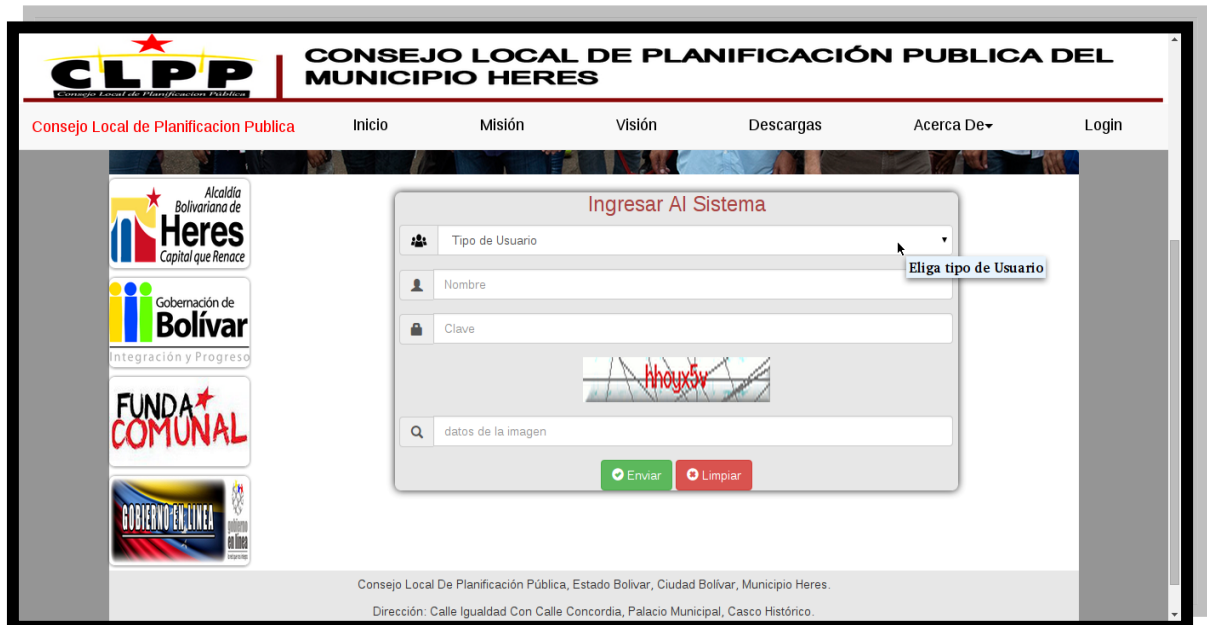 CLPP
Consejo Local de Planificacion Pública
CONSEJO LOCAL DE PLANIFICACIÓN PUBLICA DEL
MUNICIPIO HERES
Consejo Local de Planificacion Publica Inicio Misión Visión Descargas Acerca De Login
Alcaldía
Bolivariana de
Heres
Capital que Renace
Gobernación de
Bolívar
Integración y Progreso
FUNDA
COMUNAL
GOBIERNO EN LINEA
gobierno
en línea
Ingresar Al Sistema
Tipo de Usuario
Eliga tipo de Usuario
Nombre
Clave
hhoyx5v
datos de la imagen
Enviar Limpiar
Consejo Local De Planificación Pública, Estado Bolivar, Ciudad Bolívar, Municipio Heres.
Dirección: Calle Igualdad Con Calle Concordia, Palacio Municipal, Casco Histórico.